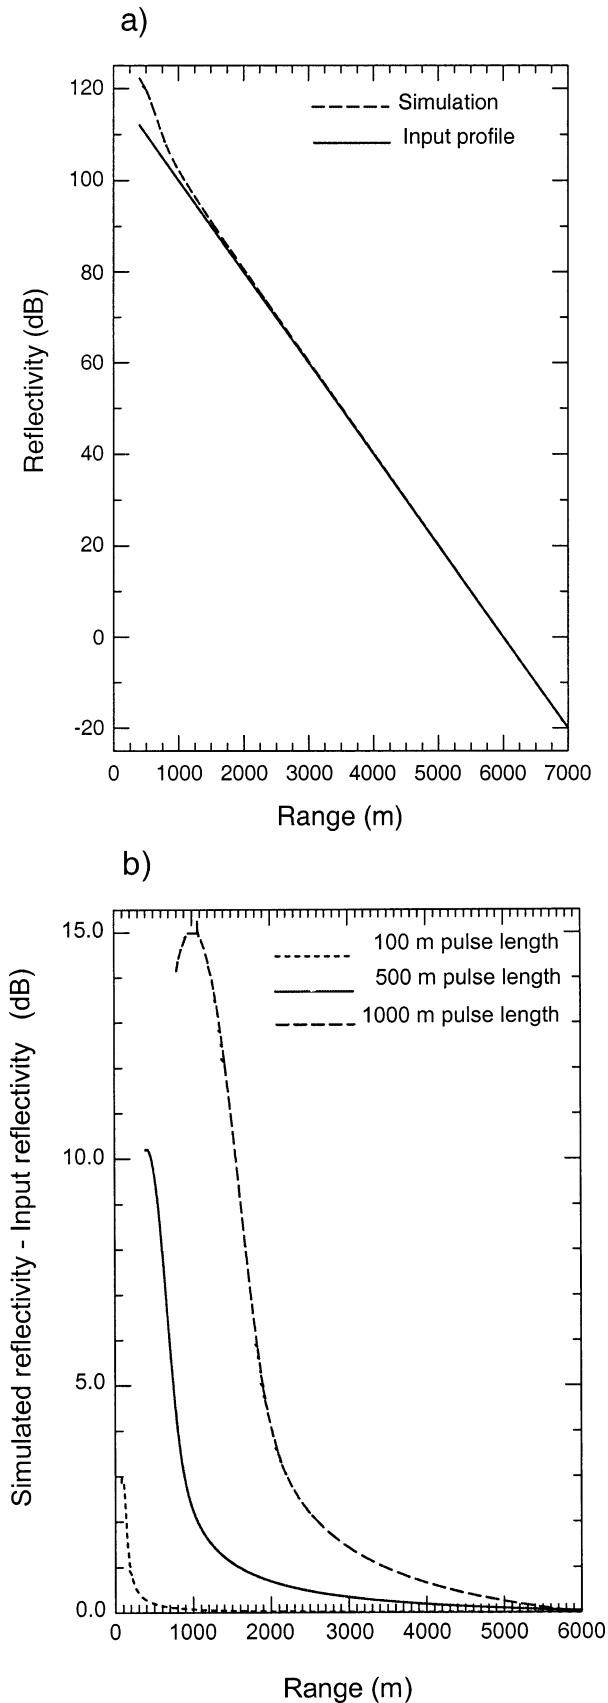 a)
120
100
80
60
40
20
0
-20
Reflectivity (dB)
Simulation
Input profile
0 1000 2000 3000 4000 5000 6000 7000
Range (m)
b)
15.0
10.0
5.0
0.0
Simulated reflectivity - Input reflectivity (dB)
100 m pulse length
500 m pulse length
1000 m pulse length
0 1000 2000 3000 4000 5000 6000
Range (m)